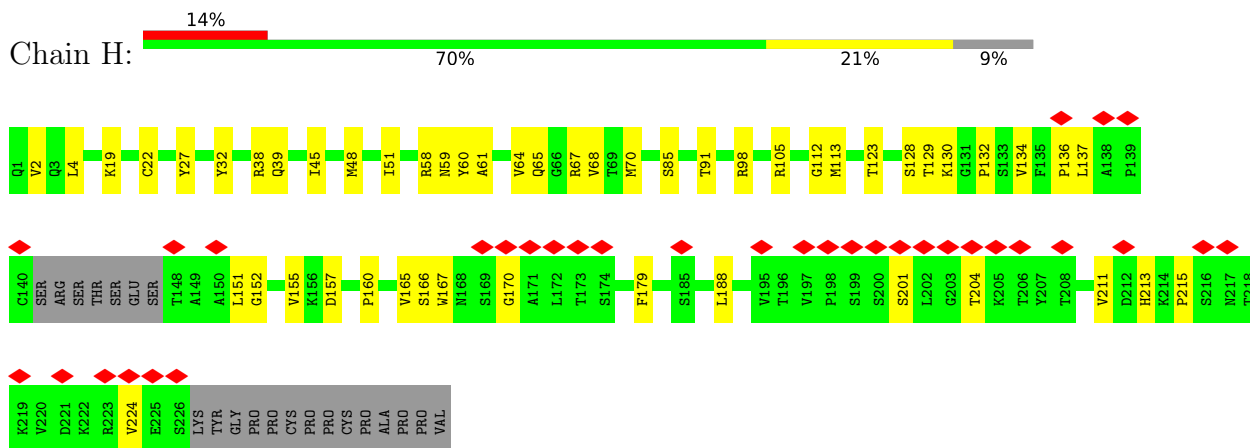 14%
Chain H:
70% 21% 9%
Q1 V2 Q3 L4 K19 C22 Y27 Y32 R38 Q39 I45 M48 I51 R58 N59 Y60 A61 V64 Q65 G66 R67 V68 T69 M70 S85 T91 R98 R105 G112 M113 T123 S128 T129 K130 G131 P132 S133 V134 F135 P136 L137 A138 P139
C140 SER ARG SER THR SER GLU SER T148 A149 A150 L151 G152 V155 K156 D157 P160 V165 S166 W167 N168 S169 G170 A171 L172 T173 S174 F179 S185 L188 V195 T196 V197 P198 S199 S200 S201 L202 G203 T204 K205 T206 Y207 T208 V211 D212 H213 K214 P215 S216 N217 T218
K219 V220 D221 K222 R223 V224 E225 S226 LYS TYR GLY PRO PRO CYS PRO PRO CYS PRO ALA PRO PRO VAL